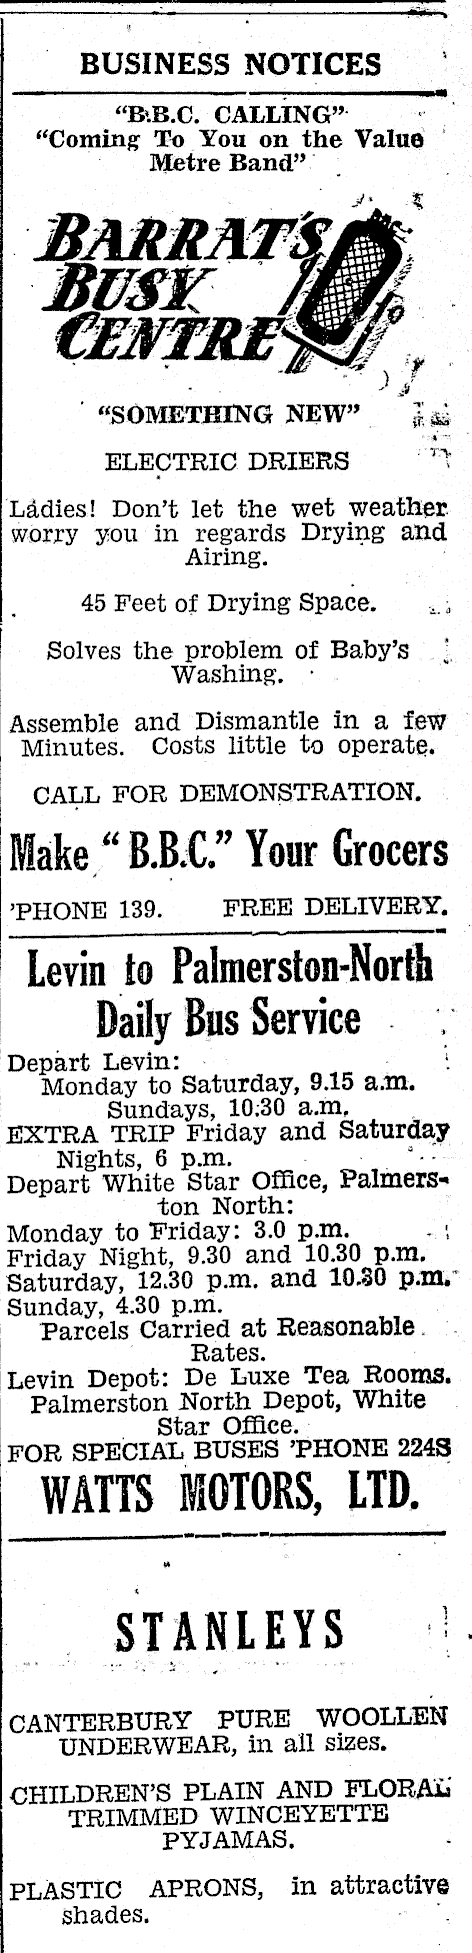 BUSINESS NOTICES
"B.B.C. CALLING"
"Coming To You on the Value
Metre Band"
BARRAT'S
BUSY
CENTRE
"SOMETHING NEW"
ELECTRIC DRIERS
Ladies! Don't let the wet weather
worry you in regards Drying and
Airing.
45 Feet of Drying Space.
Solves the problem of Baby's
Washing.
Assemble and Dismantle in a few
Minutes. Costs little to operate.
CALL FOR DEMONSTRATION.
Make "B.B.C." Your Grocers
'PHONE 139. FREE DELIVERY.
Levin to Palmerston-North
Daily Bus Service
Depart Levin:
Monday to Saturday, 9.15 a.m.
Sundays, 10.30 a.m.
EXTRA TRIP Friday and Saturday
Nights, 6 p.m.
Depart White Star Office, Palmers-
ton North:
Monday to Friday: 3.0 p.m.
Friday Night, 9.30 and 10.30 p.m.
Saturday, 12.30 p.m. and 10.30 p.m.
Sunday, 4.30 p.m.
Parcels Carried at Reasonable
Rates.
Levin Depot: De Luxe Tea Rooms.
Palmerston North Depot, White
Star Office.
FOR SPECIAL BUSES 'PHONE 224S
WATTS MOTORS, LTD.
STANLEYS
CANTERBURY PURE WOOLLEN
UNDERWEAR, in all sizes.
CHILDREN'S PLAIN AND FLORAL
TRIMMED WINCEYETTE
PYJAMAS.
PLASTIC APRONS, in attractive
shades.